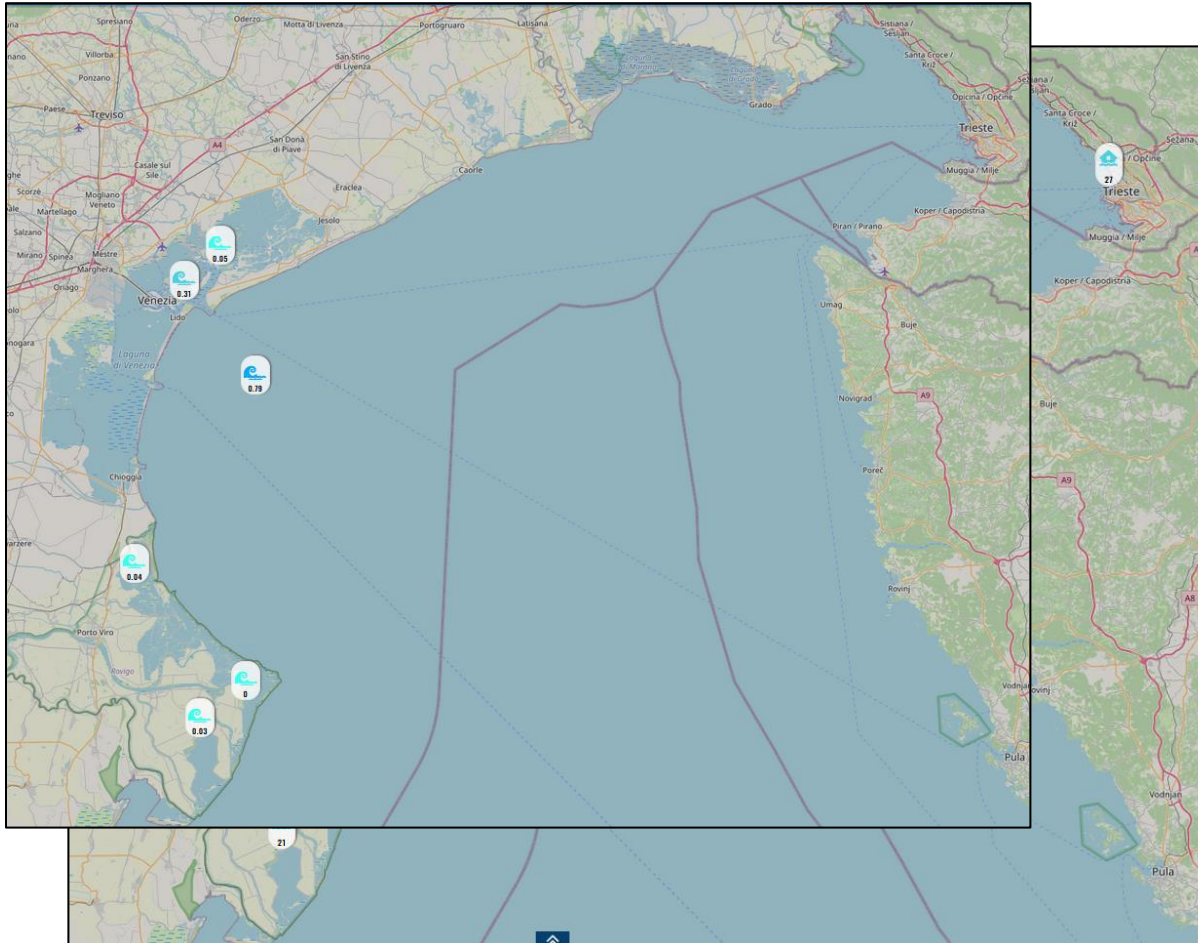 Spresiano
Oderzo
Motta di Livenza
Portogruaro
Latisana
Villorba
Ponzano
Paese
Treviso
San Stino
di Livenza
A4
San Donà
di Piave
Casale sul
Sile
Scorzè
Mogliano
Veneto
Martellago
Salzano
Mirano
Spinea
Mestre
Marghera
Oriago
Eraclea
Jesolo
Caorle
Grado
Sistiana /
Sesljan
Santa Croce /
Križ
Opicina / Opčine
Trieste
Muggia / Milje
Koper / Capodistria
Piran / Pirano
0.05
0.31
Venezia
Lido
Laguna
di Venezia
0.79
Umag
Buje
Novigrad
A9
Poreč
Chioggia
0.04
Rovinj
Porto Viro
Rovigo
0
0.03
Pula
Sežana /
Santa Croce /
Križ
Sežana
27
/ Opčine
Trieste
Muggia / Milje
Koper / Capodistria
Buje
A9
A8
Vodnjan
Pula
21